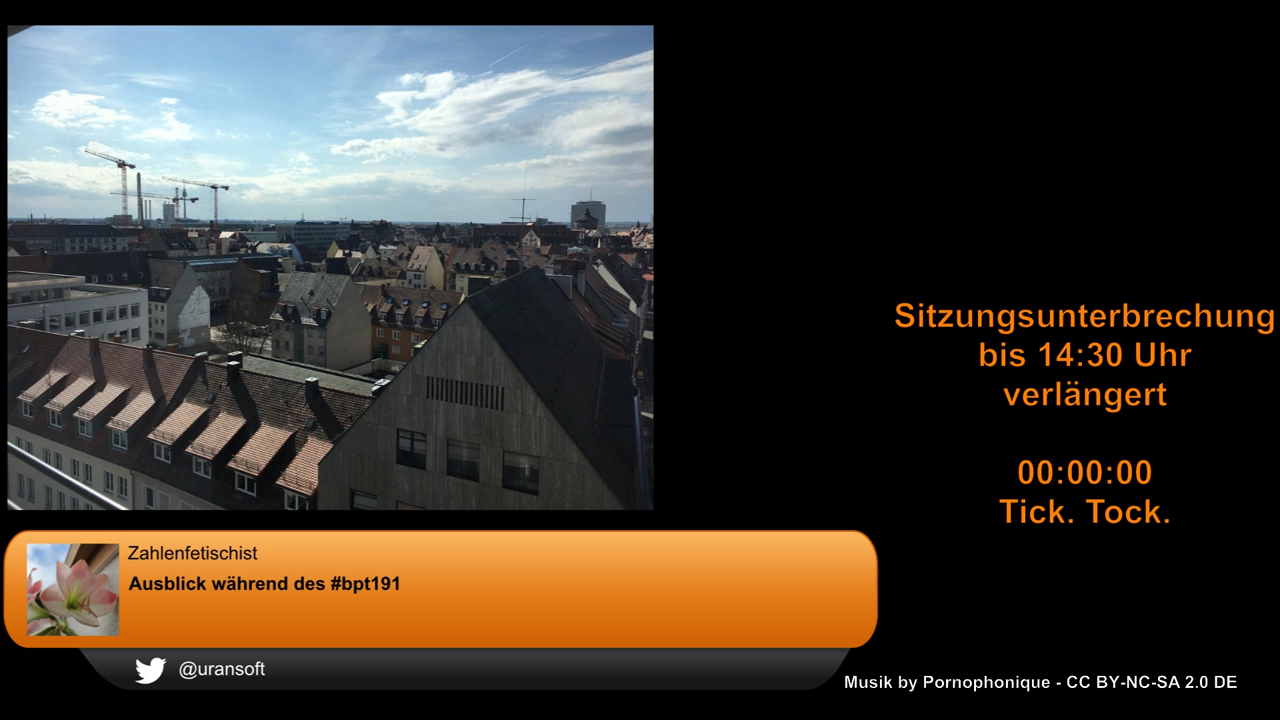 Sitzungsunterbrechung
bis 14:30 Uhr
verlängert
00:00:00
Tick. Tock.
Zahlenfetischist
Ausblick während des #bpt191
@uransoft
Musik by Pornophonique - CC BY-NC-SA 2.0 DE